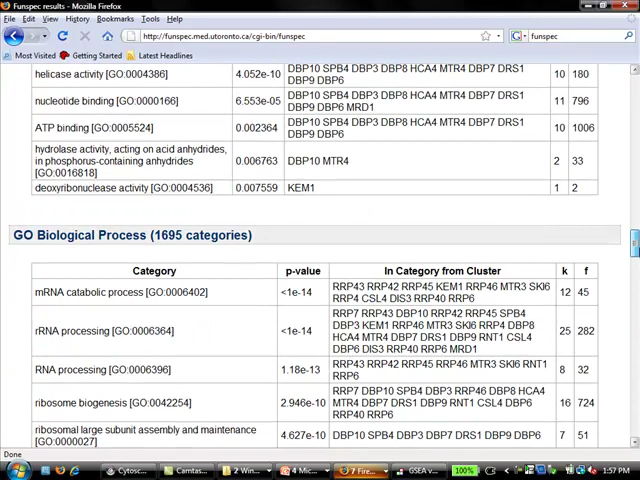 Funspec results - Mozilla Firefox
File Edit View History Bookmarks Tools Help
http://funspec.med.utoronto.ca/cgi-bin/funspec
funspec
Most Visited Getting Started Latest Headlines
helicase activity [GO:0004386] 4.052e-10 DBP10 SPB4 DBP3 DBP8 HCA4 MTR4 DBP7 DRS1 10 180
DBP9 DBP6
nucleotide binding [GO:0000166] 6.553e-05 DBP10 SPB4 DBP3 DBP8 HCA4 MTR4 DBP7 DRS1 11 796
DBP9 DBP6 MRD1
ATP binding [GO:0005524] 0.002364 DBP10 SPB4 DBP3 DBP8 HCA4 MTR4 DBP7 DRS1 10 1006
DBP9 DBP6
hydrolase activity, acting on acid anhydrides,
in phosphorus-containing anhydrides 0.006763 DBP10 MTR4 2 33
[GO:0016818]
deoxyribonuclease activity [GO:0004536] 0.007559 KEM1 1 2
GO Biological Process (1695 categories)
Category p-value In Category from Cluster k f
mRNA catabolic process [GO:0006402] <1e-14 RRP43 RRP42 RRP45 KEM1 RRP46 MTR3 SKI6 12 45
RRP4 CSL4 DIS3 RRP40 RRP6
rRNA processing [GO:0006364] <1e-14 RRP7 RRP43 DBP10 RRP42 RRP45 SPB4 25 282
DBP3 KEM1 RRP46 MTR3 SKI6 RRP4 DBP8
HCA4 MTR4 DBP7 DRS1 DBP9 RNT1 CSL4
DBP6 DIS3 RRP40 RRP6 MRD1
RNA processing [GO:0006396] 1.18e-13 RRP43 RRP42 RRP45 RRP46 MTR3 SKI6 RNT1 8 32
RRP6
ribosome biogenesis [GO:0042254] 2.946e-10 RRP7 DBP10 SPB4 DBP3 RRP46 DBP8 HCA4 16 724
MTR4 DBP7 DRS1 DBP9 RNT1 CSL4 DBP6
RRP40 RRP6
ribosomal large subunit assembly and maintenance 4.627e-10 DBP10 SPB4 DBP3 DBP7 DRS1 DBP9 DBP6 7 51
[GO:0000027]
Done
Cytosc... Camtas... 2 Win... 4 Mic... 7 Fire... GSEA v... 100% 1:57 PM